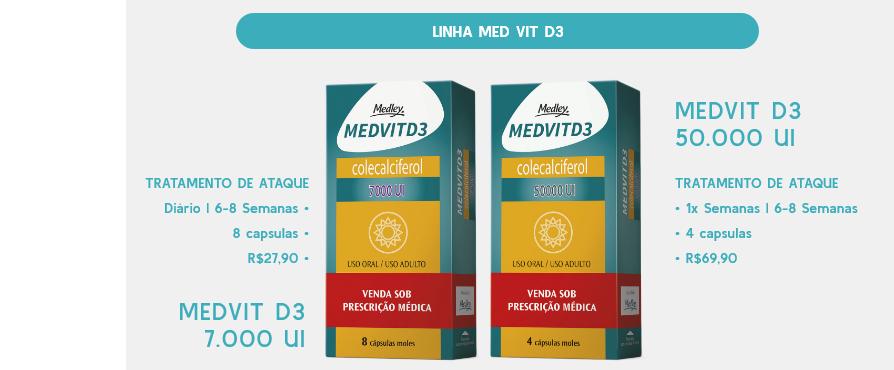 LINHA MED VIT D3
TRATAMENTO DE ATAQUE
Diário | 6-8 Semanas •
8 capsulas •
R$27,90 •
MEDVIT D3
7.000 UI
Medley.
MEDVITD3
colecalciferol
7000 UI
USO ORAL / USO ADULTO
VENDA SOB
PRESCRIÇÃO MÉDICA
8 cápsulas moles
MEDVITD3
Medley.
MEDVITD3
colecalciferol
50000 UI
USO ORAL / USO ADULTO
VENDA SOB
PRESCRIÇÃO MÉDICA
4 cápsulas moles
MEDVITD3
MEDVIT D3
50.000 UI
TRATAMENTO DE ATAQUE
• 1x Semanas | 6-8 Semanas
• 4 capsulas
• R$69,90